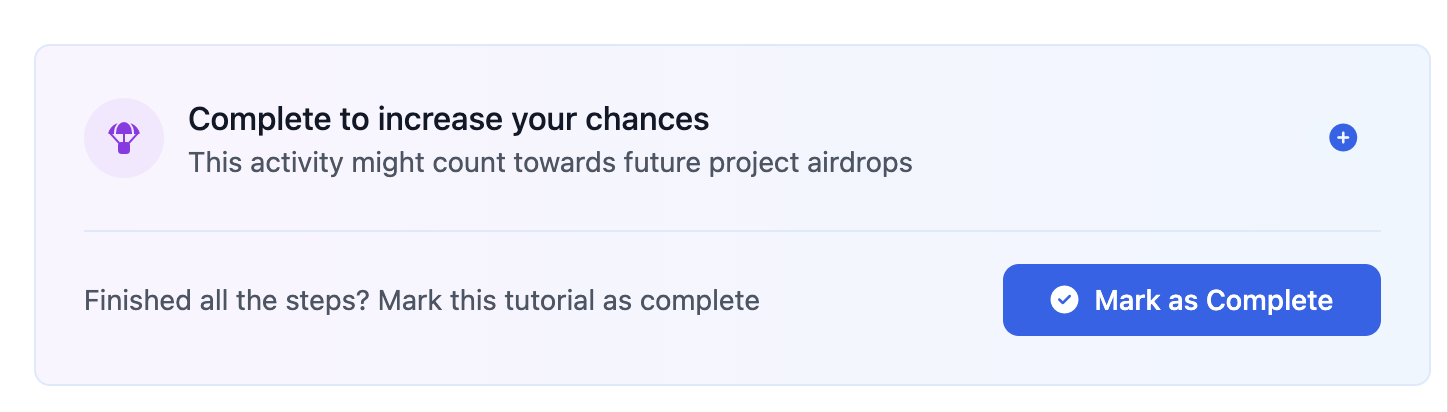 Complete to increase your chances
This activity might count towards future project airdrops
Finished all the steps? Mark this tutorial as complete
Mark as Complete